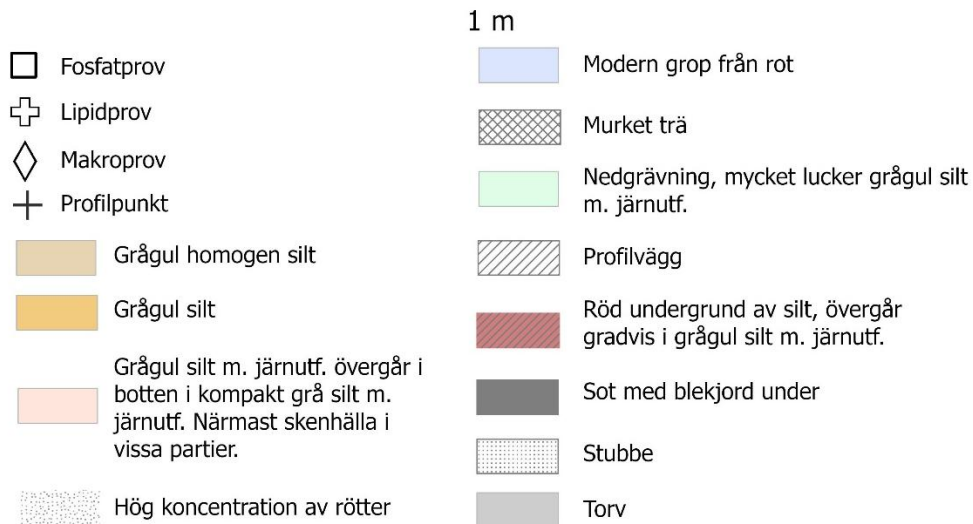 1 m
Fosfatprov
Lipidprov
Makroprov
Profilpunkt
Grågul homogen silt
Grågul silt
Grågul silt m. järnutf. övergår i
botten i kompakt grå silt m.
järnutf. Närmast skenhälla i
vissa partier.
Hög koncentration av rötter
Modern grop från rot
Murket trä
Nedgrävning, mycket lucker grågul silt
m. järnutf.
Profilvägg
Röd undergrund av silt, övergår
gradvis i grågul silt m. järnutf.
Sot med blekjord under
Stubbe
Torv